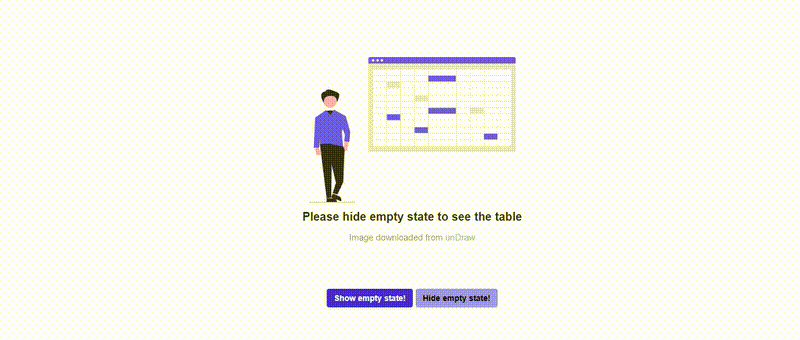 Please hide empty state to see the table
Image downloaded from unDraw
Show empty state! Hide empty state!